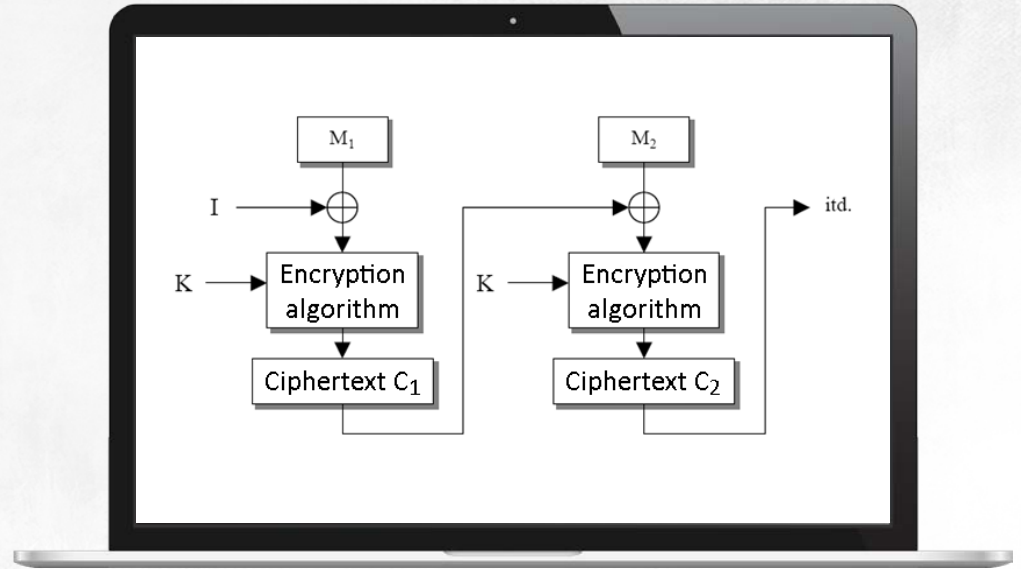 M₁
M₂
I
itd.
K
Encryption
algorithm
K
Encryption
algorithm
Ciphertext C₁
Ciphertext C₂